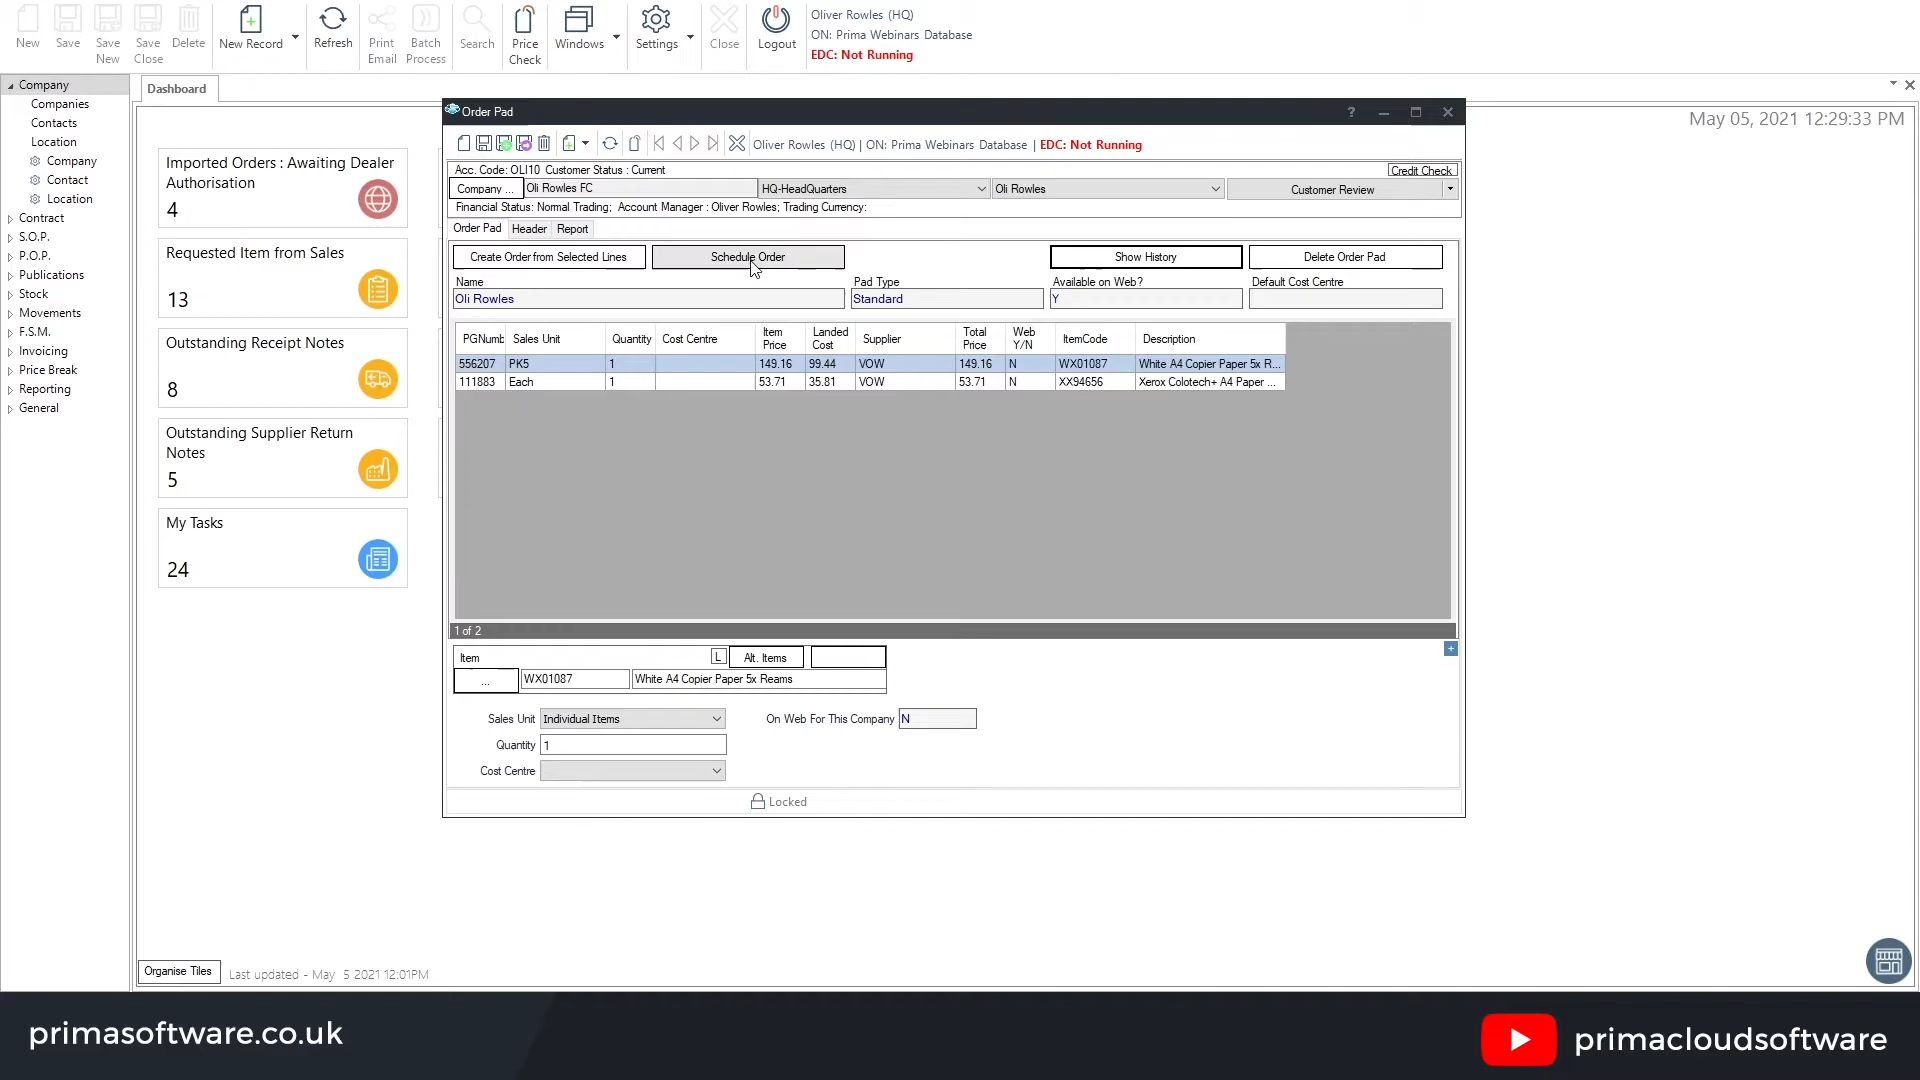 New
Save
Save New
Save Close
Delete
New Record
Refresh
Print Email
Batch Process
Search
Price Check
Windows
Settings
Close
Logout
Oliver Rowles (HQ)
ON: Prima Webinars Database
EDC: Not Running
Company
Companies
Contacts
Location
Company
Contact
Location
Contract
S.O.P.
P.O.P.
Publications
Stock
Movements
F.S.M.
Invoicing
Price Break
Reporting
General
Dashboard
May 05, 2021 12:29:33 PM
Imported Orders : Awaiting Dealer
Authorisation
4
Requested Item from Sales
13
Outstanding Receipt Notes
8
Outstanding Supplier Return
Notes
5
My Tasks
24
Organise Tiles
Last updated - May 5 2021 12:01PM
Order Pad
?
Oliver Rowles (HQ) | ON: Prima Webinars Database | EDC: Not Running
Acc. Code: OLI10 Customer Status : Current
Credit Check
Company ...
Oli Rowles FC
HQ-HeadQuarters
Oli Rowles
Customer Review
Financial Status: Normal Trading; Account Manager : Oliver Rowles; Trading Currency:
Order Pad Header Report
Create Order from Selected Lines
Schedule Order
Show History
Delete Order Pad
Name
Pad Type
Available on Web?
Default Cost Centre
Oli Rowles
Standard
Y
PGNumb Sales Unit Quantity Cost Centre Item Price Landed Cost Supplier Total Price Web Y/N ItemCode Description
556207 PK5 1 149.16 99.44 VOW 149.16 N WX01087 White A4 Copier Paper 5x R...
111883 Each 1 53.71 35.81 VOW 53.71 N XX94656 Xerox Colotech+ A4 Paper ...
1 of 2
Item
L
Alt. Items
...
WX01087
White A4 Copier Paper 5x Reams
Sales Unit Individual Items
On Web For This Company N
Quantity 1
Cost Centre
Locked
primasoftware.co.uk
primacloudsoftware